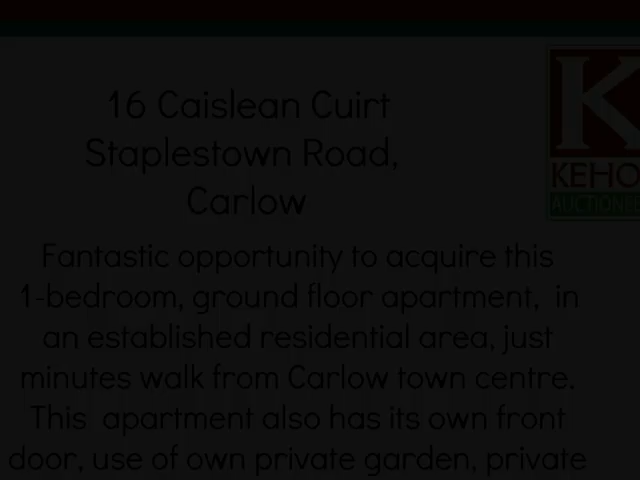 16 Caislean Cuirt
Staplestown Road,
Carlow
K
KEHO
AUCTIONE
Fantastic opportunity to acquire this
1-bedroom, ground floor apartment, in
an established residential area, just
minutes walk from Carlow town centre.
This apartment also has its own front
door, use of own private garden, private